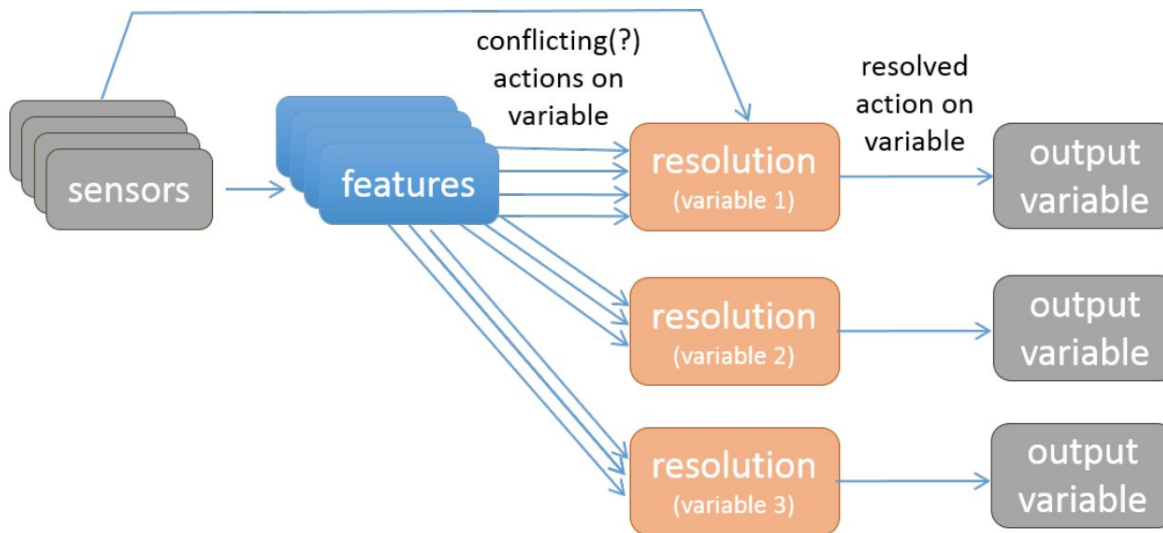 conflicting(?)
actions on
variable
resolved
action on
variable
sensors
features
resolution
(variable 1)
output
variable
resolution
(variable 2)
output
variable
resolution
(variable 3)
output
variable